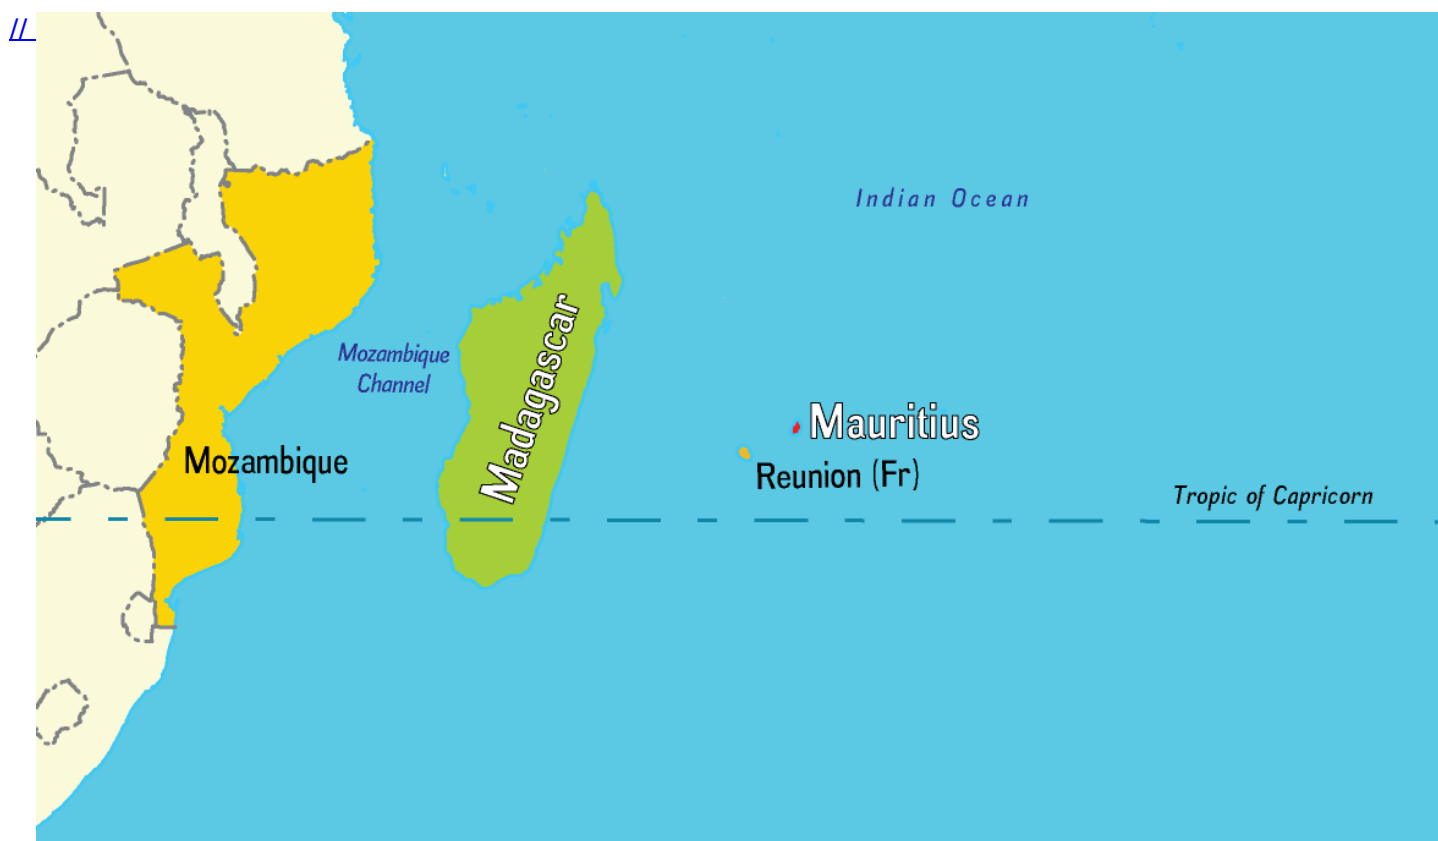 //
Indian Ocean
Madagascar
Mozambique
Channel
Mauritius
Mozambique
Reunion (Fr)
Tropic of Capricorn